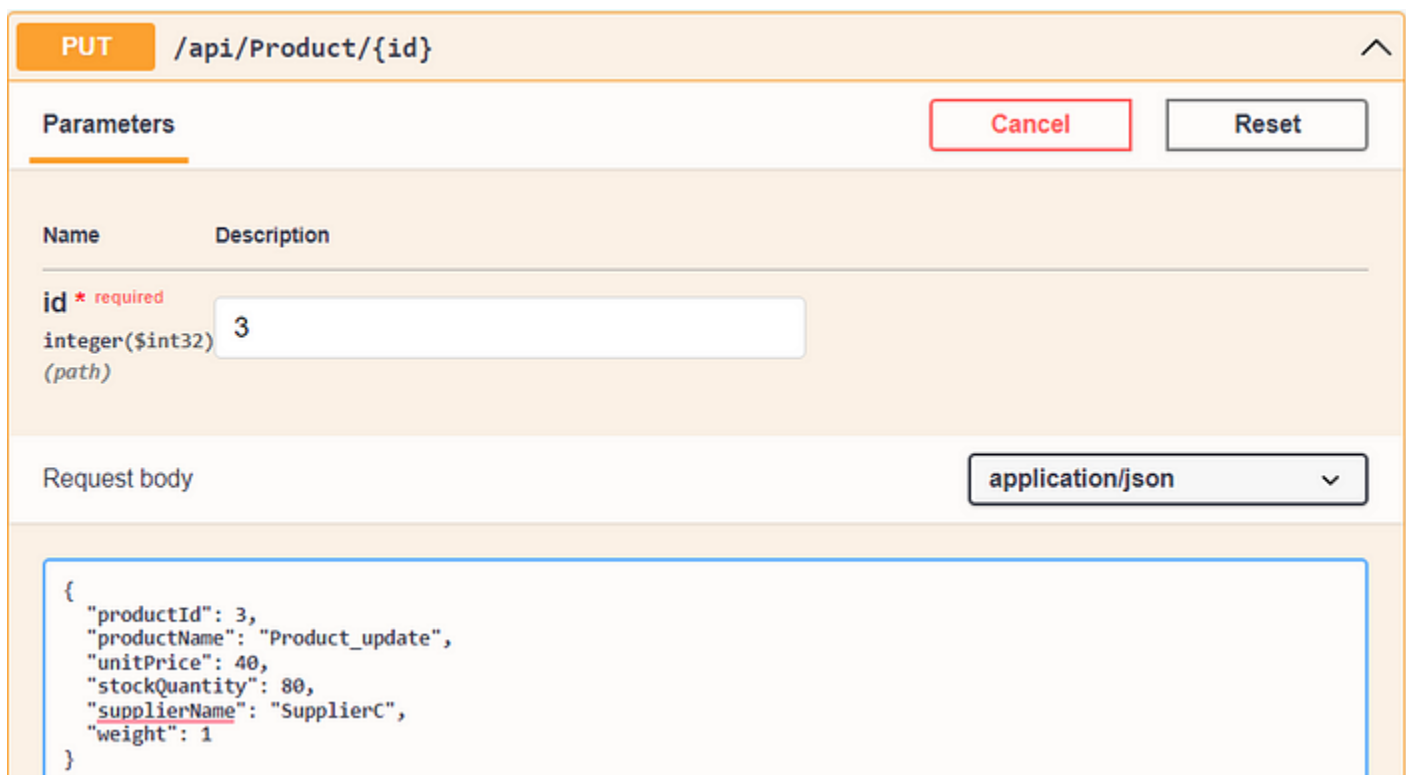 PUT /api/Product/{id}
Parameters Cancel Reset
Name Description
id * required
integer($int32)
(path)
3
Request body application/json
{
  "productId": 3,
  "productName": "Product_update",
  "unitPrice": 40,
  "stockQuantity": 80,
  "supplierName": "SupplierC",
  "weight": 1
}